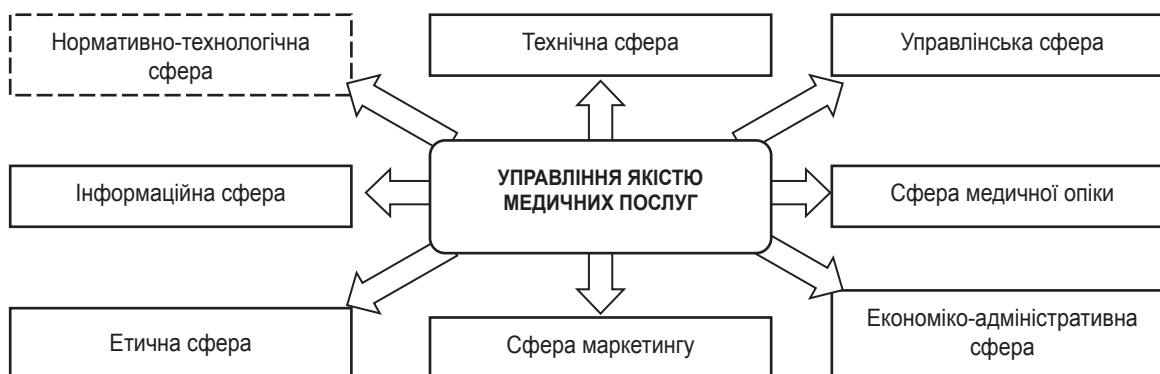 Нормативно-технологічна
сфера
Технічна сфера
Управлінська сфера
УПРАВЛІННЯ ЯКІСТЮ
МЕДИЧНИХ ПОСЛУГ
Інформаційна сфера
Сфера медичної опіки
Етична сфера
Сфера маркетингу
Економіко-адміністративна
сфера